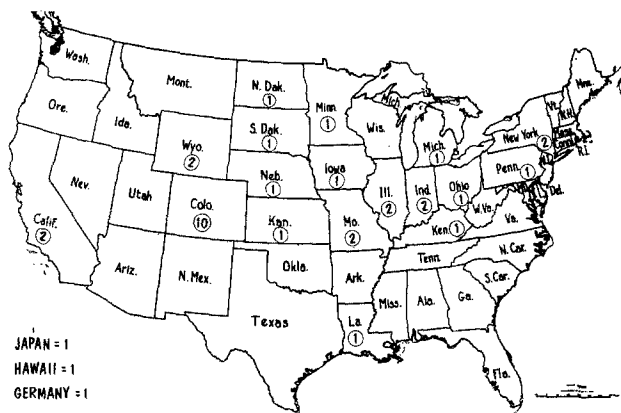 Wash.
Mont.
N. Dak.
1
Minn.
1
Mich.
Vt.
N.H.
Mne.
Ore.
Ida.
Wyo.
2
S. Dak.
1
Wis.
Mich.
1
New York
2
Mass.
Conn.
R.I.
Nev.
Utah
Colo.
10
Neb.
1
Iowa
1
Ill.
2
Ind.
2
Ohio
1
Penn.
1
N.J.
Del.
W. Va.
Va.
Calif.
2
Kan.
1
Mo.
2
Ken.
1
Ariz.
N. Mex.
Okla.
Ark.
Tenn.
N. Car.
S. Car.
Texas
La.
1
Miss.
Ala.
Ga.
Fla.
JAPAN = 1
HAWAII = 1
GERMANY = 1